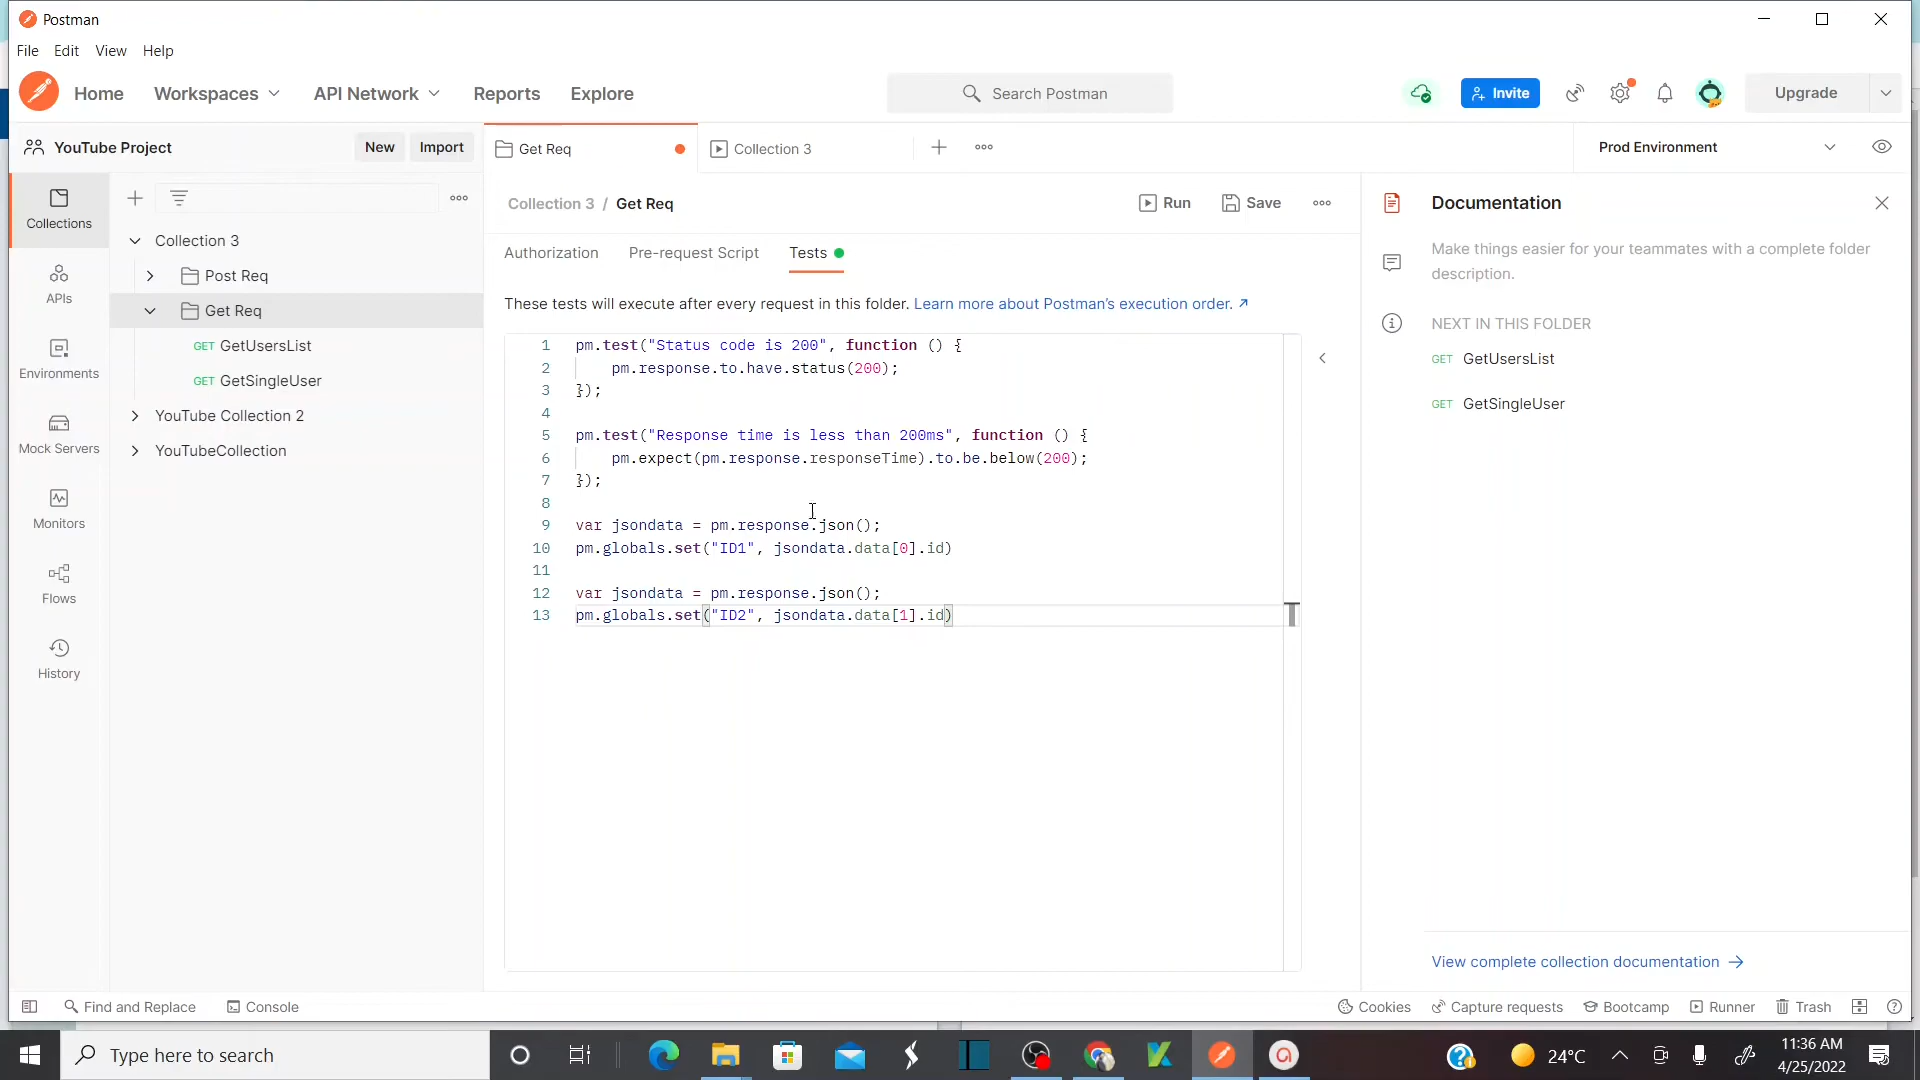 Postman
File Edit View Help
Home Workspaces API Network Reports Explore Search Postman Invite Upgrade
YouTube Project New Import Get Req Collection 3 Prod Environment
Collections
APIs
Environments
Mock Servers
Monitors
Flows
History
Collection 3
Post Req
Get Req
GET GetUsersList
GET GetSingleUser
YouTube Collection 2
YouTubeCollection
Collection 3 / Get Req Run Save
Authorization Pre-request Script Tests
These tests will execute after every request in this folder. Learn more about Postman's execution order. ↗
1 pm.test("Status code is 200", function () {
2 pm.response.to.have.status(200);
3 });
4
5 pm.test("Response time is less than 200ms", function () {
6 pm.expect(pm.response.responseTime).to.be.below(200);
7 });
8
9 var jsondata = pm.response.json();
10 pm.globals.set("ID1", jsondata.data[0].id)
11
12 var jsondata = pm.response.json();
13 pm.globals.set("ID2", jsondata.data[1].id)
Documentation
Make things easier for your teammates with a complete folder
description.
NEXT IN THIS FOLDER
GET GetUsersList
GET GetSingleUser
View complete collection documentation →
Find and Replace Console Cookies Capture requests Bootcamp Runner Trash
Type here to search 24°C 11:36 AM
4/25/2022